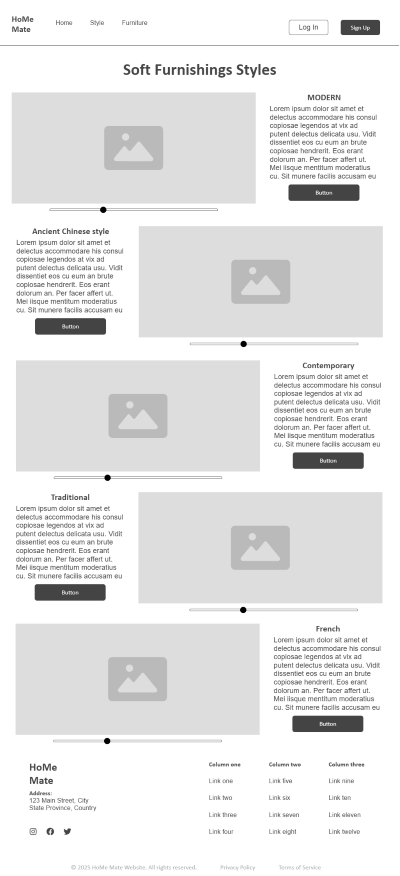 HoMe
Mate
Home
Style
Furniture
Log In
Sign Up
Soft Furnishings Styles
MODERN
Lorem ipsum dolor sit amet et
delectus accommodare his consul
copiosae legendos at vix ad
putent delectus delicata usu. Vidit
dissentiet eos cu eum an brute
copiosae hendrerit. Eos erant
dolorum an. Per facer affert ut.
Mei iisque mentitum moderatius
cu. Sit munere facilis accusam eu
Button
Ancient Chinese style
Lorem ipsum dolor sit amet et
delectus accommodare his consul
copiosae legendos at vix ad
putent delectus delicata usu. Vidit
dissentiet eos cu eum an brute
copiosae hendrerit. Eos erant
dolorum an. Per facer affert ut.
Mei iisque mentitum moderatius
cu. Sit munere facilis accusam eu
Button
Contemporary
Lorem ipsum dolor sit amet et
delectus accommodare his consul
copiosae legendos at vix ad
putent delectus delicata usu. Vidit
dissentiet eos cu eum an brute
copiosae hendrerit. Eos erant
dolorum an. Per facer affert ut.
Mei iisque mentitum moderatius
cu. Sit munere facilis accusam eu
Button
Traditional
Lorem ipsum dolor sit amet et
delectus accommodare his consul
copiosae legendos at vix ad
putent delectus delicata usu. Vidit
dissentiet eos cu eum an brute
copiosae hendrerit. Eos erant
dolorum an. Per facer affert ut.
Mei iisque mentitum moderatius
cu. Sit munere facilis accusam eu
Button
French
Lorem ipsum dolor sit amet et
delectus accommodare his consul
copiosae legendos at vix ad
putent delectus delicata usu. Vidit
dissentiet eos cu eum an brute
copiosae hendrerit. Eos erant
dolorum an. Per facer affert ut.
Mei iisque mentitum moderatius
cu. Sit munere facilis accusam eu
Button
HoMe
Mate
Address:
123 Main Street, City
State Province, Country
Column one
Link one
Link two
Link three
Link four
Column two
Link five
Link six
Link seven
Link eight
Column three
Link nine
Link ten
Link eleven
Link twelve
© 2025 HoMe Mate Website. All rights reserved.
Privacy Policy
Terms of Service